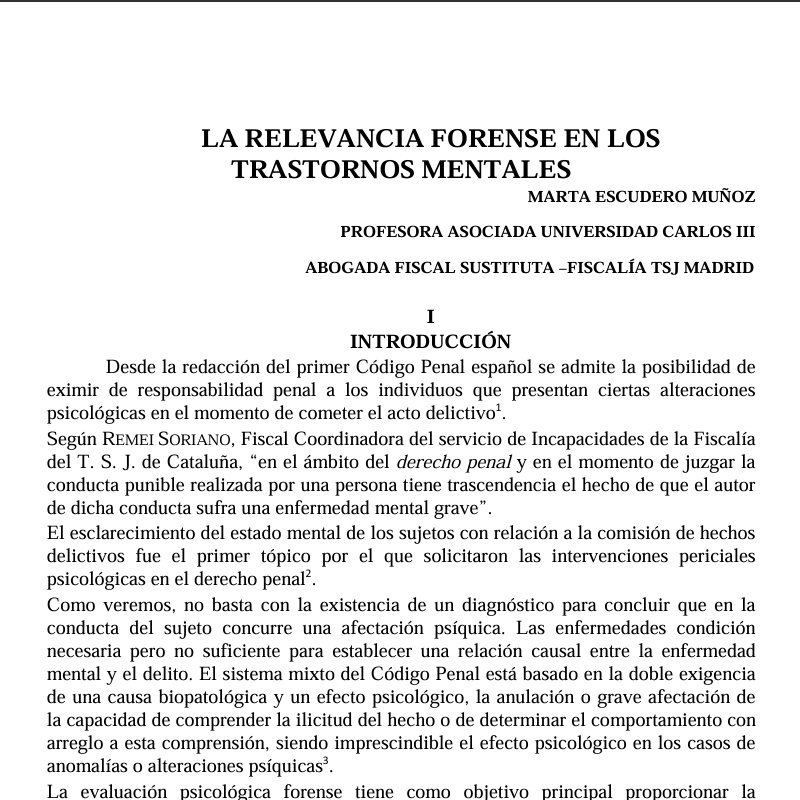 LA RELEVANCIA FORENSE EN LOS
TRASTORNOS MENTALES
MARTA ESCUDERO MUÑOZ
PROFESORA ASOCIADA UNIVERSIDAD CARLOS III
ABOGADA FISCAL SUSTITUTA –FISCALÍA TSJ MADRID
I
INTRODUCCIÓN
Desde la redacción del primer Código Penal español se admite la posibilidad de
eximir de responsabilidad penal a los individuos que presentan ciertas alteraciones
psicológicas en el momento de cometer el acto delictivo¹.
Según REMEI SORIANO, Fiscal Coordinadora del servicio de Incapacidades de la Fiscalía
del T. S. J. de Cataluña, “en el ámbito del derecho penal y en el momento de juzgar la
conducta punible realizada por una persona tiene trascendencia el hecho de que el autor
de dicha conducta sufra una enfermedad mental grave”.
El esclarecimiento del estado mental de los sujetos con relación a la comisión de hechos
delictivos fue el primer tópico por el que solicitaron las intervenciones periciales
psicológicas en el derecho penal².
Como veremos, no basta con la existencia de un diagnóstico para concluir que en la
conducta del sujeto concurre una afectación psíquica. Las enfermedades condición
necesaria pero no suficiente para establecer una relación causal entre la enfermedad
mental y el delito. El sistema mixto del Código Penal está basado en la doble exigencia
de una causa biopatológica y un efecto psicológico, la anulación o grave afectación de
la capacidad de comprender la ilicitud del hecho o de determinar el comportamiento con
arreglo a esta comprensión, siendo imprescindible el efecto psicológico en los casos de
anomalías o alteraciones psíquicas³.
La evaluación psicológica forense tiene como objetivo principal proporcionar la